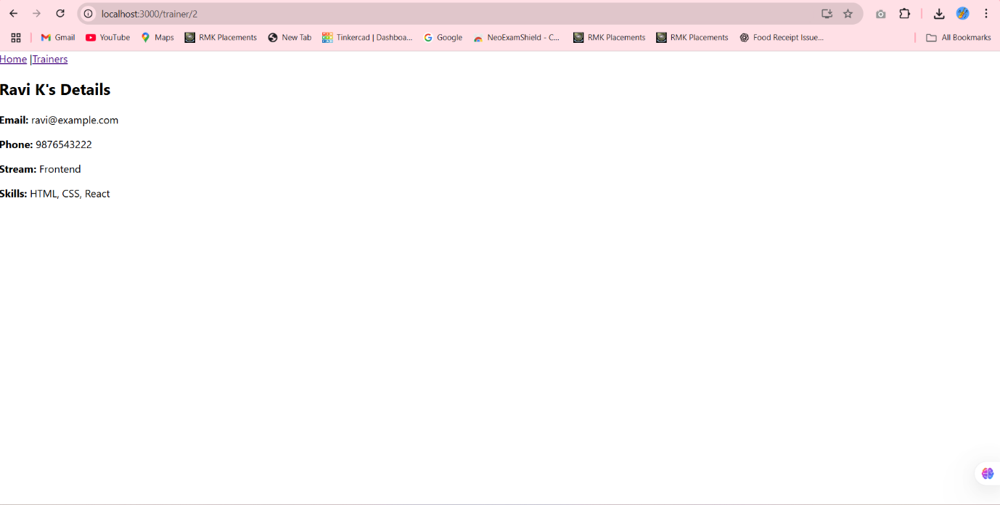 localhost:3000/trainer/2
Gmail YouTube Maps RMK Placements New Tab Tinkercad | Dashboa... Google NeoExamShield - C... RMK Placements RMK Placements Food Receipt Issue... All Bookmarks
Home |Trainers
Ravi K's Details
Email: ravi@example.com
Phone: 9876543222
Stream: Frontend
Skills: HTML, CSS, React